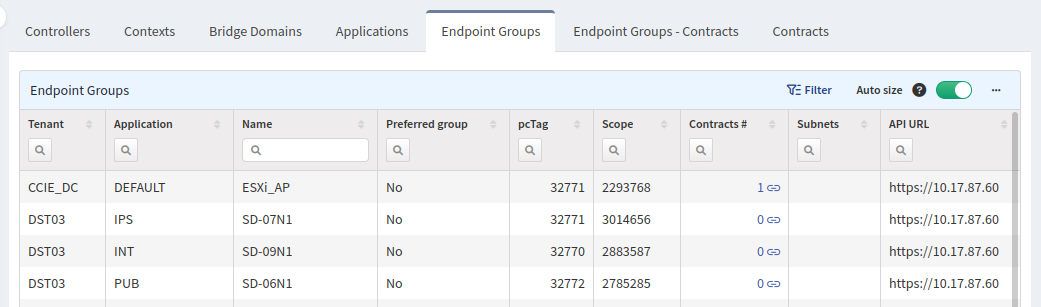 Controllers Contexts Bridge Domains Applications Endpoint Groups Endpoint Groups - Contracts Contracts
Endpoint Groups Filter Auto size ? ...
Tenant Application Name Preferred group pcTag Scope Contracts # Subnets API URL
CCIE_DC DEFAULT ESXi_AP No 32771 2293768 1 https://10.17.87.60
DST03 IPS SD-07N1 No 32771 3014656 0 https://10.17.87.60
DST03 INT SD-09N1 No 32770 2883587 0 https://10.17.87.60
DST03 PUB SD-06N1 No 32772 2785285 0 https://10.17.87.60